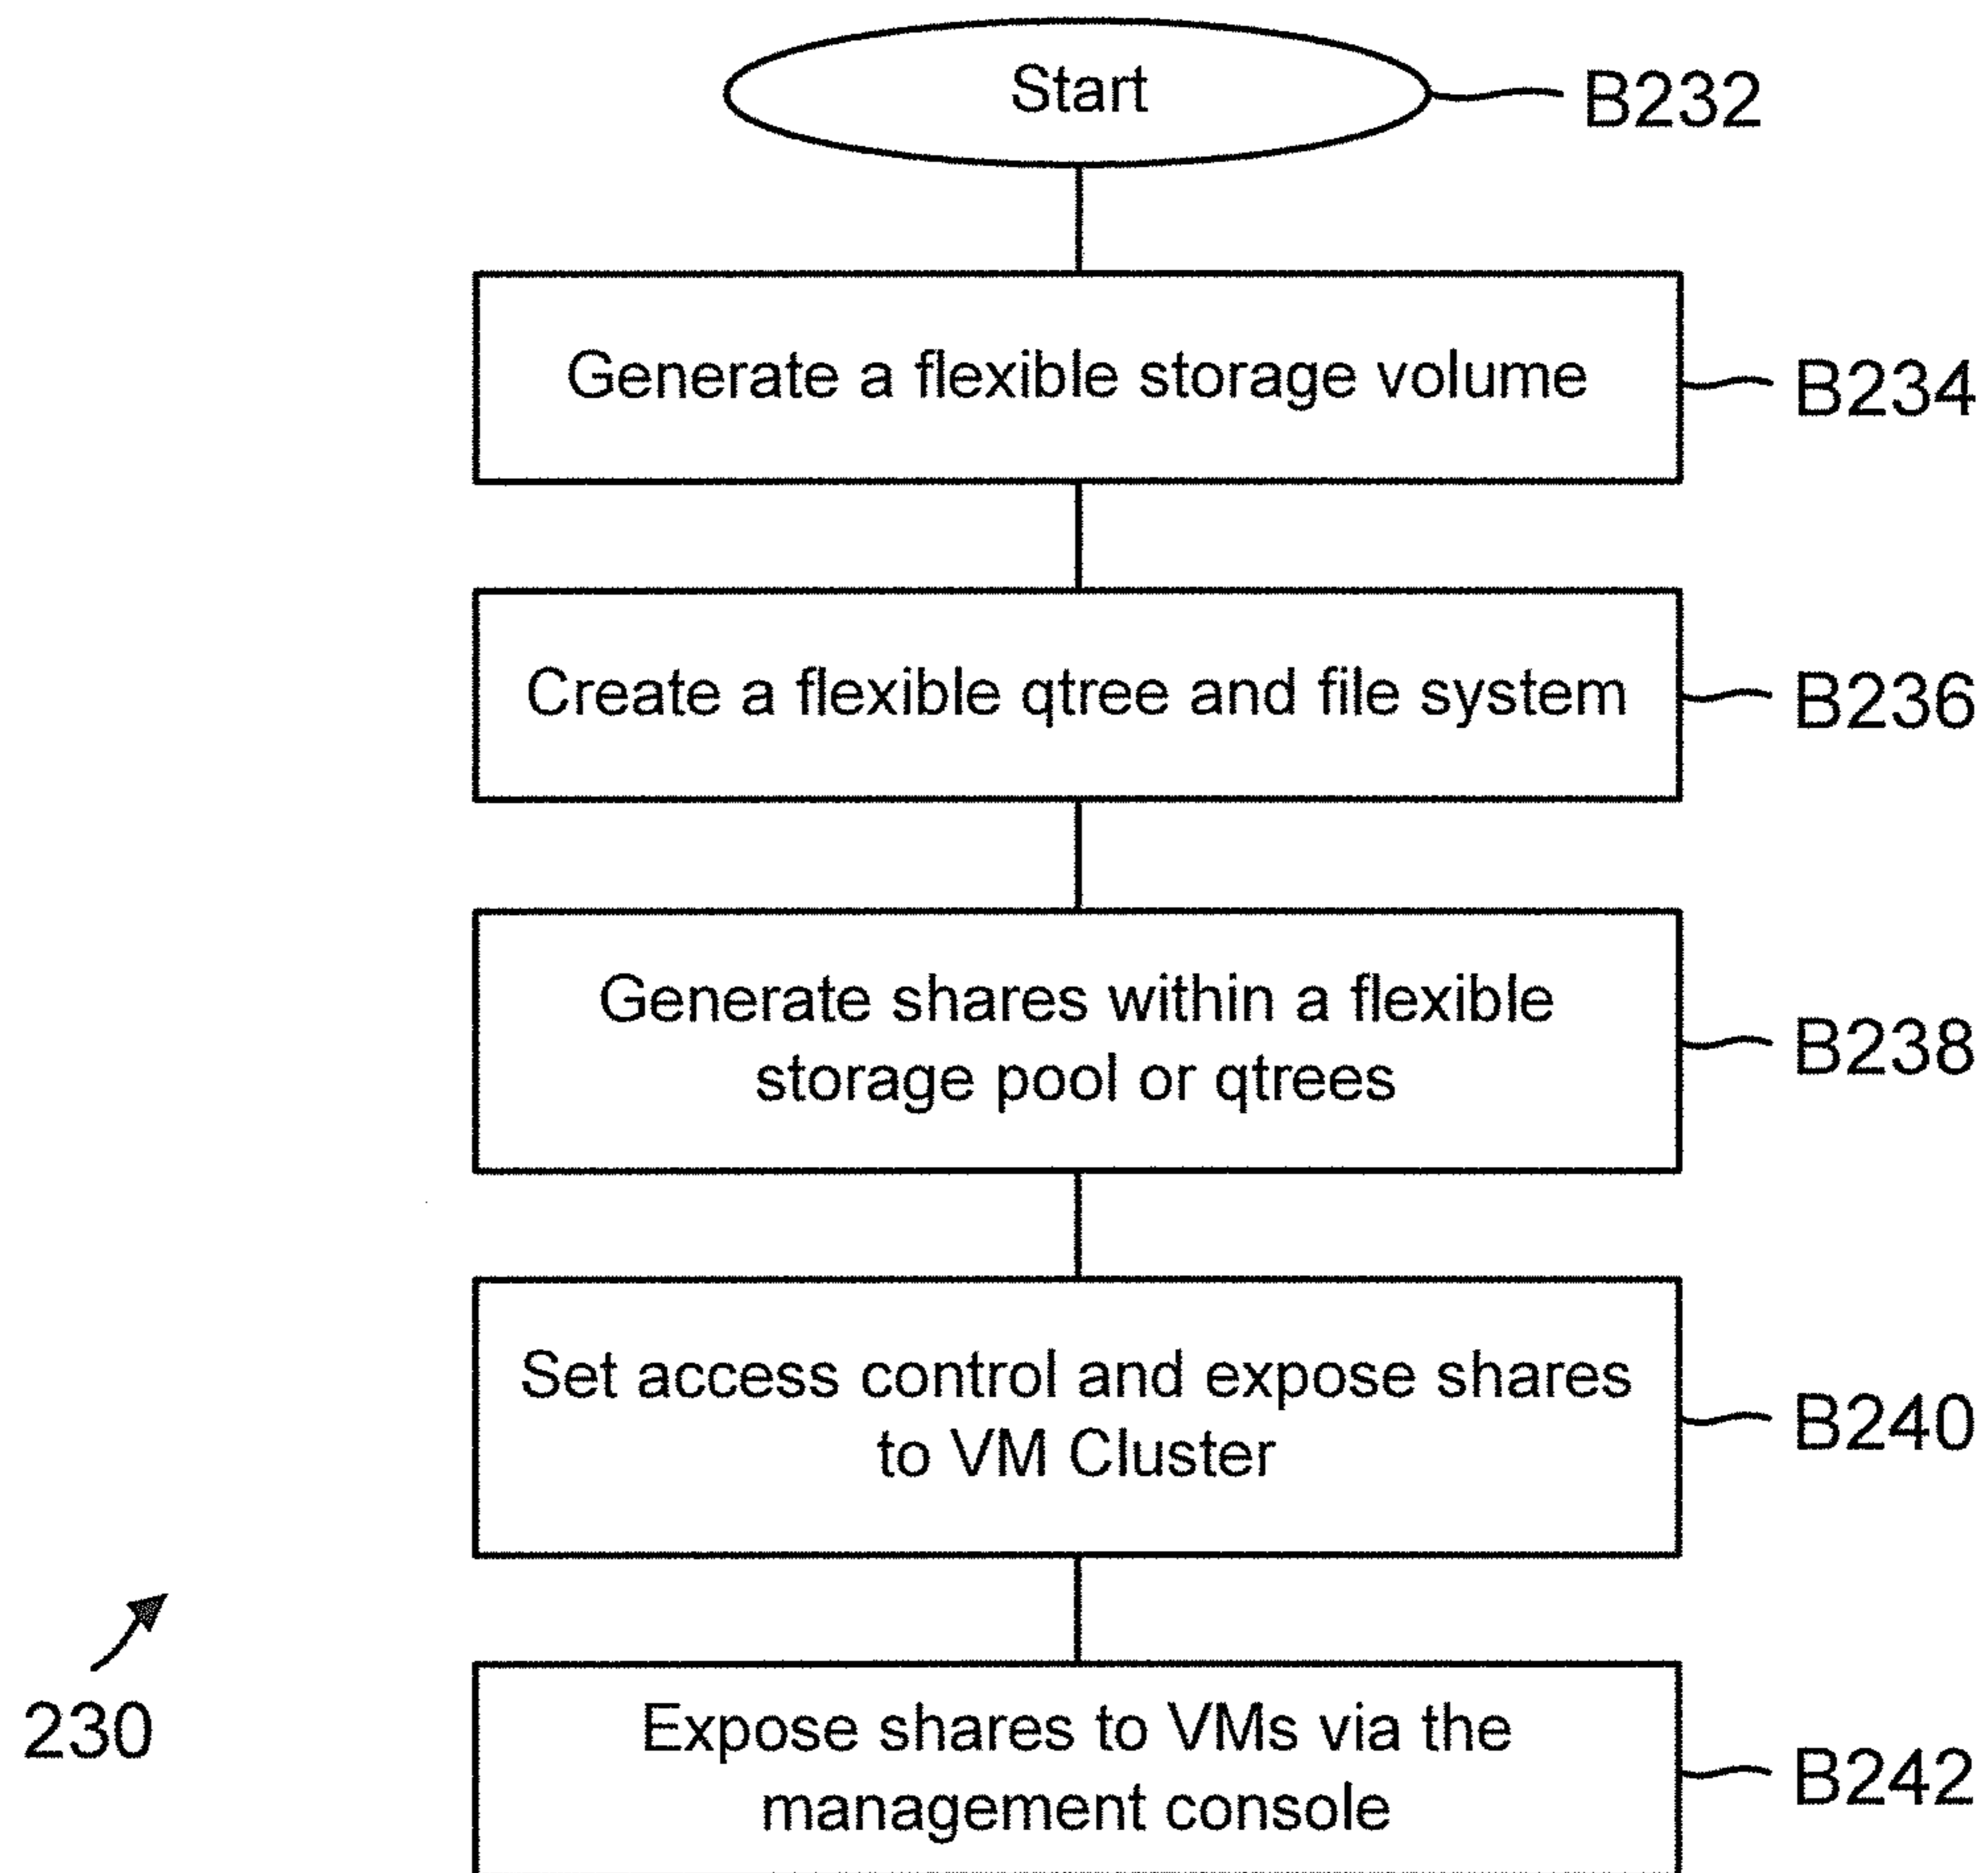 Start
B232
Generate a flexible storage volume
B234
Create a flexible qtree and file system
B236
Generate shares within a flexible
storage pool or qtrees
B238
Set access control and expose shares
to VM Cluster
B240
Expose shares to VMs via the
management console
B242
230